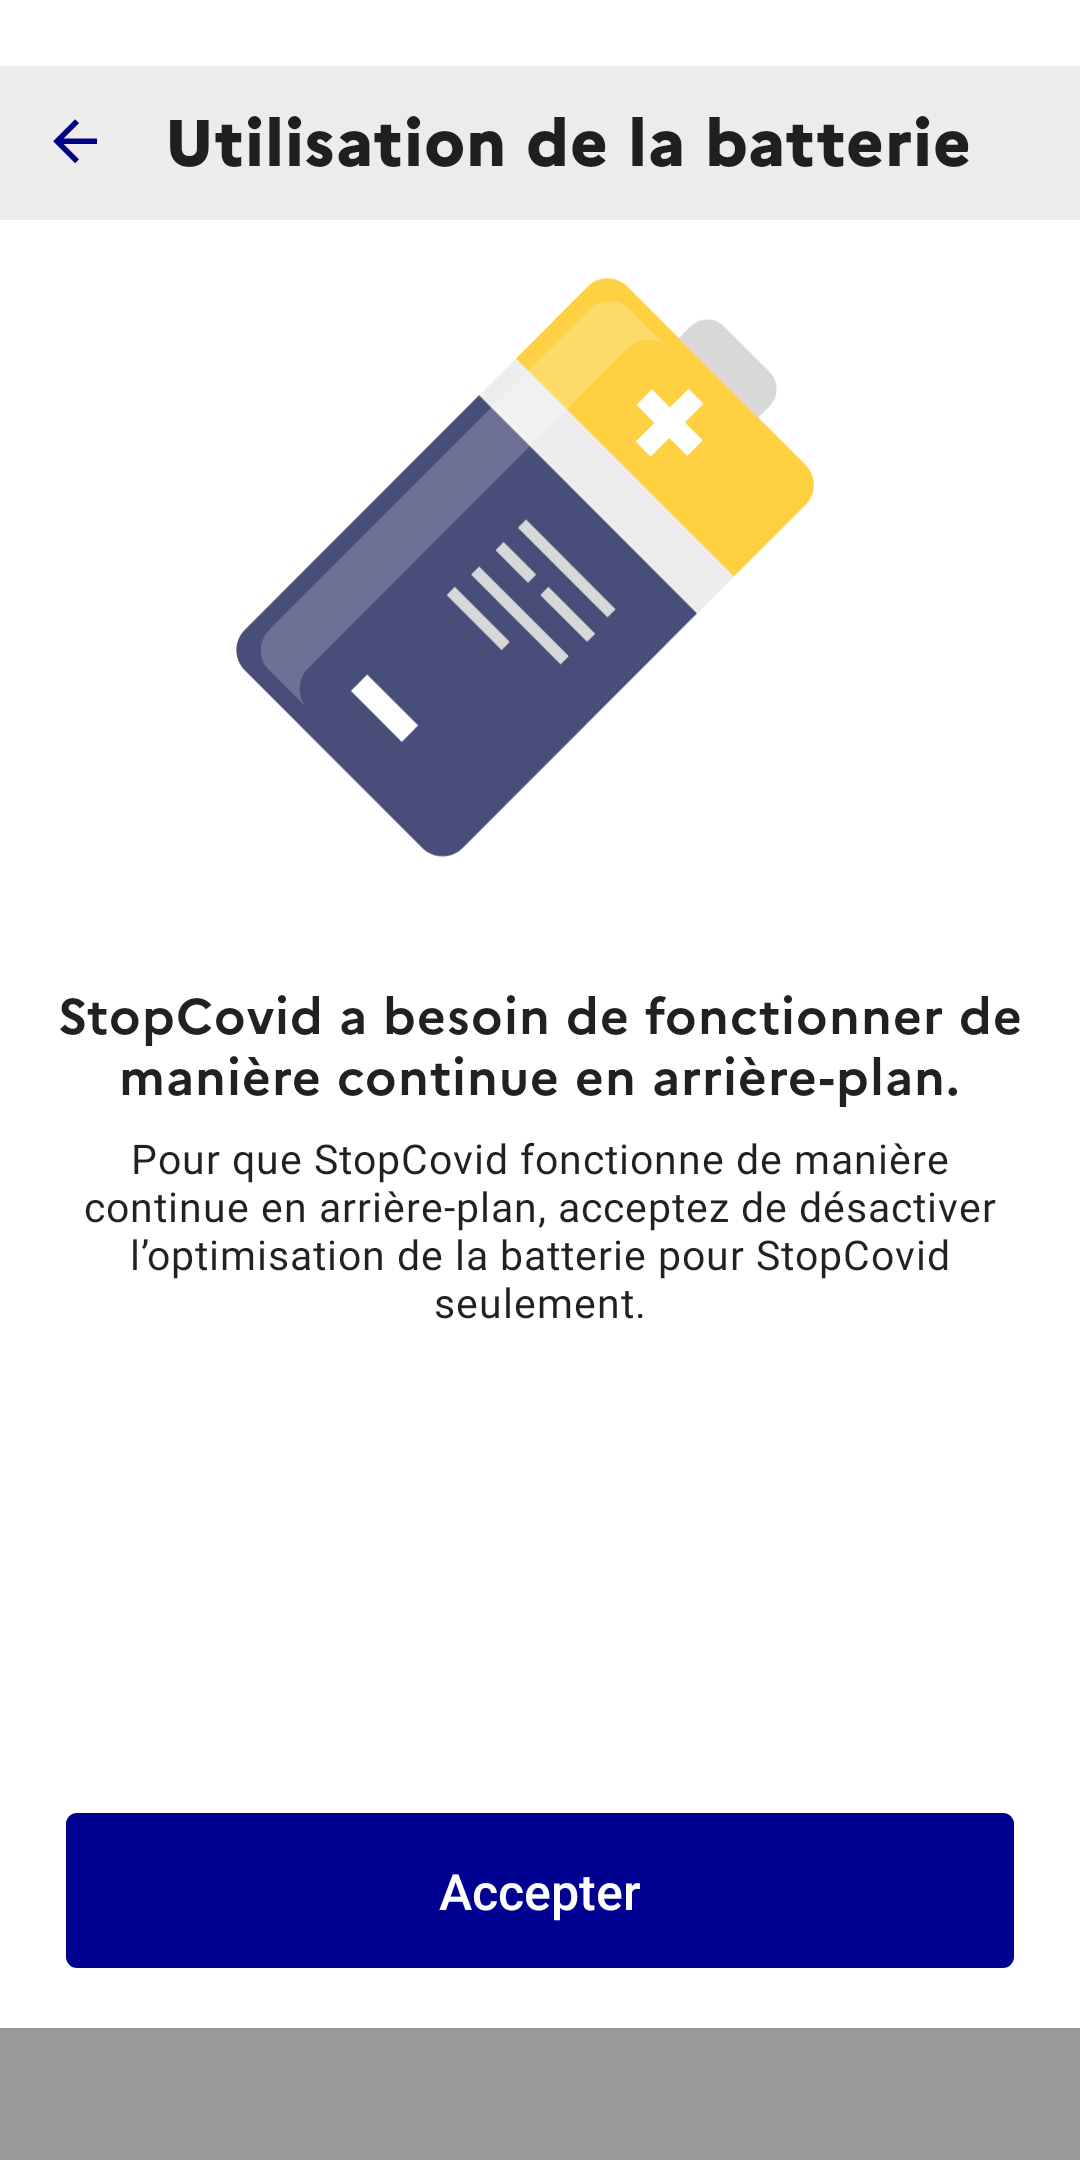 Utilisation de la batterie
StopCovid a besoin de fonctionner de
manière continue en arrière-plan.
Pour que StopCovid fonctionne de manière
continue en arrière-plan, acceptez de désactiver
l’optimisation de la batterie pour StopCovid
seulement.
Accepter